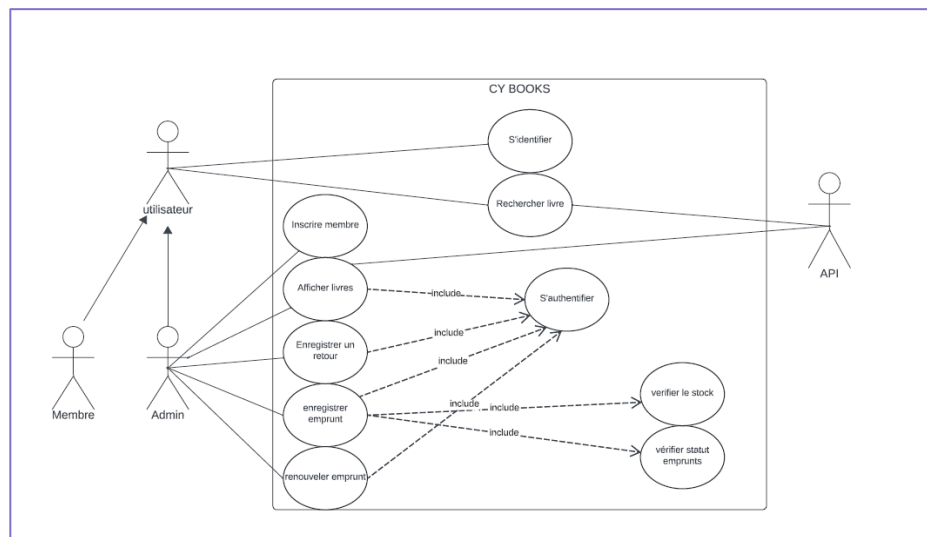 CY BOOKS
S'identifier
utilisateur
Rechercher livre
Inscrire membre
API
Afficher livres
include
S'authentifier
include
Enregistrer un
retour
include
verifier le stock
include
include
enregistrer
emprunt
include
Membre
Admin
vérifier statut
emprunts
renouveler emprunt